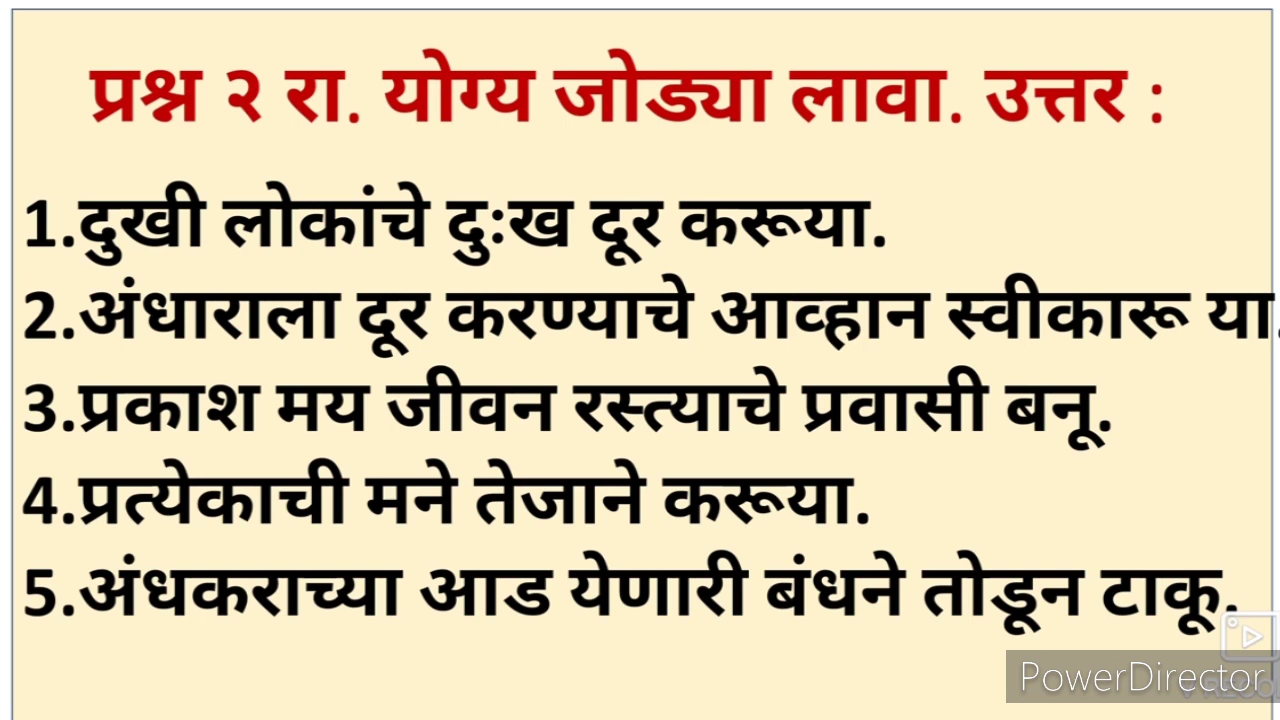 प्रश्न २ रा. योग्य जोड्या लावा. उत्तर :
1.दुखी लोकांचे दुःख दूर करूया.
2.अंधाराला दूर करण्याचे आव्हान स्वीकारू या.
3.प्रकाश मय जीवन रस्त्याचे प्रवासी बनू.
4.प्रत्येकाची मने तेजाने करूया.
5.अंधकराच्या आड येणारी बंधने तोडून टाकू.
PowerDirector